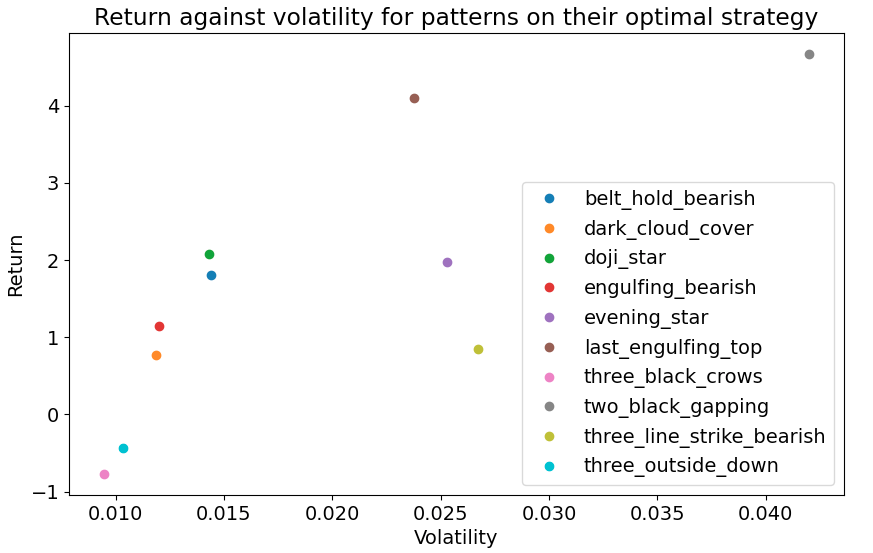 Return against volatility for patterns on their optimal strategy
Return
4
3
2
1
0
−1
belt_hold_bearish
dark_cloud_cover
doji_star
engulfing_bearish
evening_star
last_engulfing_top
three_black_crows
two_black_gapping
three_line_strike_bearish
three_outside_down
0.010 0.015 0.020 0.025 0.030 0.035 0.040
Volatility